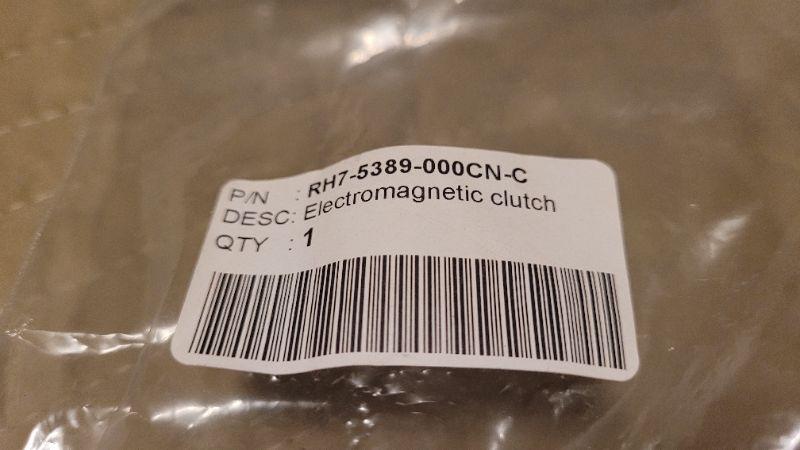 P/N : RH7-5389-000CN-C
DESC: Electromagnetic clutch
QTY : 1